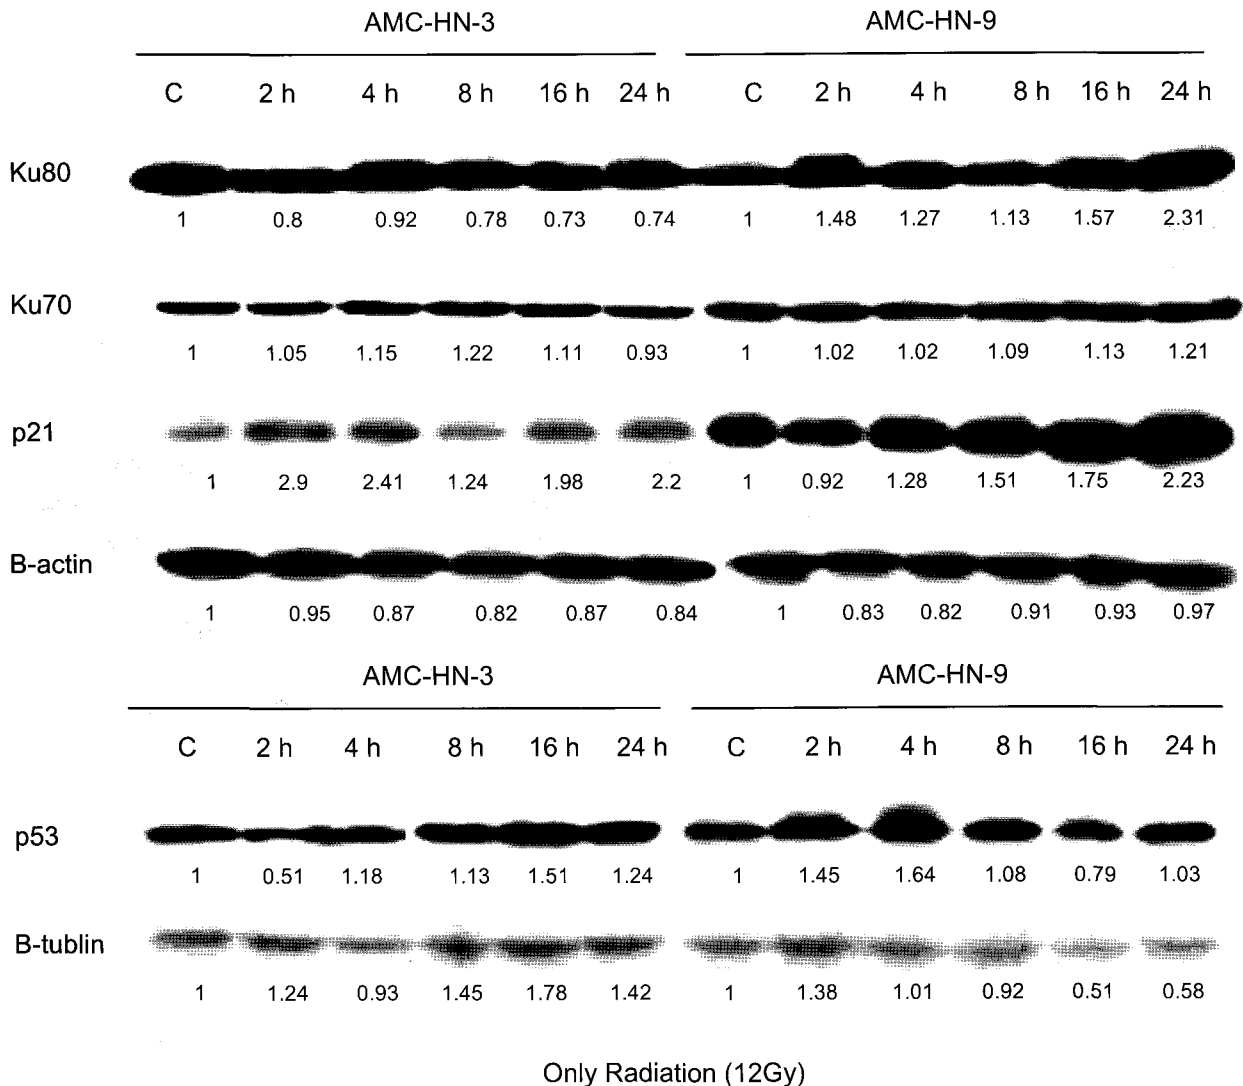 AMC-HN-3 AMC-HN-9
C 2 h 4 h 8 h 16 h 24 h C 2 h 4 h 8 h 16 h 24 h
Ku80
1 0.8 0.92 0.78 0.73 0.74 1 1.48 1.27 1.13 1.57 2.31
Ku70
1 1.05 1.15 1.22 1.11 0.93 1 1.02 1.02 1.09 1.13 1.21
p21
1 2.9 2.41 1.24 1.98 2.2 1 0.92 1.28 1.51 1.75 2.23
B-actin
1 0.95 0.87 0.82 0.87 0.84 1 0.83 0.82 0.91 0.93 0.97
AMC-HN-3 AMC-HN-9
C 2 h 4 h 8 h 16 h 24 h C 2 h 4 h 8 h 16 h 24 h
p53
1 0.51 1.18 1.13 1.51 1.24 1 1.45 1.64 1.08 0.79 1.03
B-tublin
1 1.24 0.93 1.45 1.78 1.42 1 1.38 1.01 0.92 0.51 0.58
Only Radiation (12Gy)